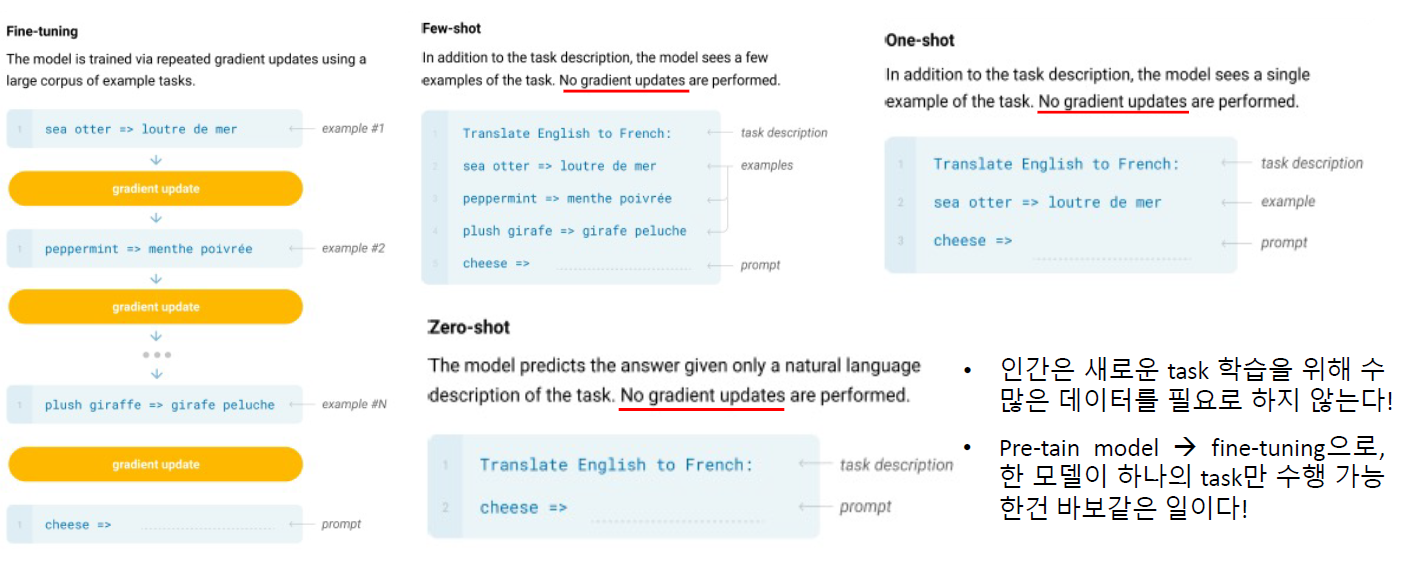 Fine-tuning
The model is trained via repeated gradient updates using a
large corpus of example tasks.
1 sea otter => loutre de mer example #1
gradient update
1 peppermint => menthe poivrée example #2
gradient update
1 plush giraffe => girafe peluche example #N
gradient update
1 cheese => prompt
Few-shot
In addition to the task description, the model sees a few
examples of the task. No gradient updates are performed.
1 Translate English to French: task description
2 sea otter => loutre de mer examples
3 peppermint => menthe poivrée
4 plush girafe => girafe peluche
5 cheese => prompt
One-shot
In addition to the task description, the model sees a single
example of the task. No gradient updates are performed.
1 Translate English to French: task description
2 sea otter => loutre de mer example
3 cheese => prompt
Zero-shot
The model predicts the answer given only a natural language
description of the task. No gradient updates are performed.
1 Translate English to French: task description
2 cheese => prompt
• 인간은 새로운 task 학습을 위해 수
많은 데이터를 필요로 하지 않는다!
• Pre-tain model → fine-tuning으로,
한 모델이 하나의 task만 수행 가능
한건 바보같은 일이다!